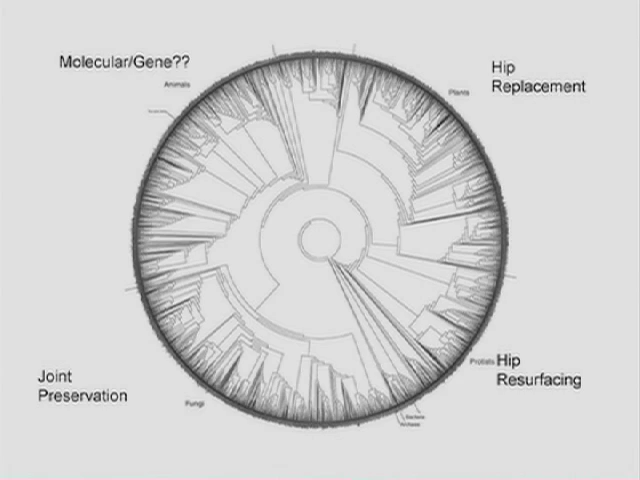 Molecular/Gene??
Animals
Hip
Replacement
Plants
Protists
Hip
Resurfacing
Joint
Preservation
Fungi
Bacteria
Archaea